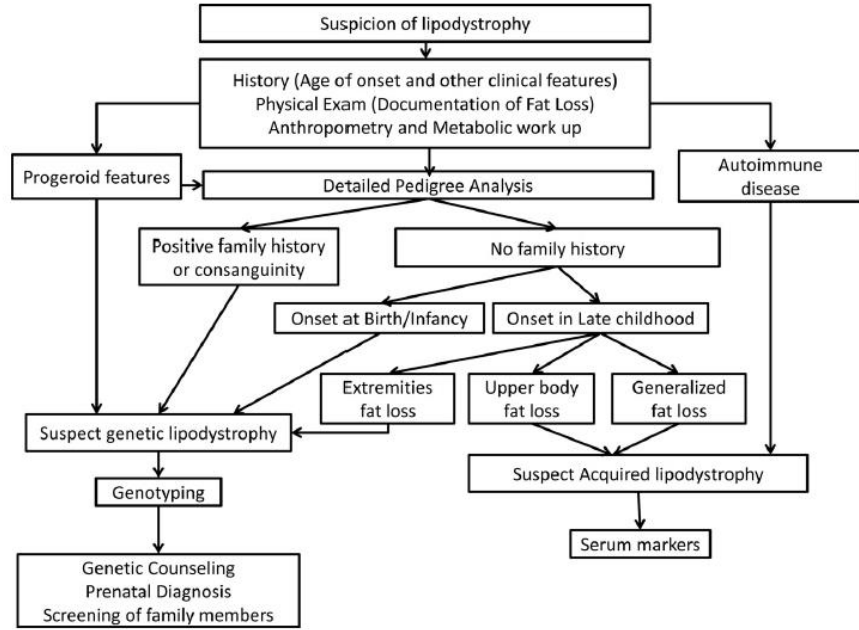 Suspicion of lipodystrophy
History (Age of onset and other clinical features)
Physical Exam (Documentation of Fat Loss)
Anthropometry and Metabolic work up
Progeroid features
Detailed Pedigree Analysis
Autoimmune
disease
Positive family history
or consanguinity
No family history
Onset at Birth/Infancy
Onset in Late childhood
Extremities
fat loss
Upper body
fat loss
Generalized
fat loss
Suspect genetic lipodystrophy
Suspect Acquired lipodystrophy
Genotyping
Serum markers
Genetic Counseling
Prenatal Diagnosis
Screening of family members